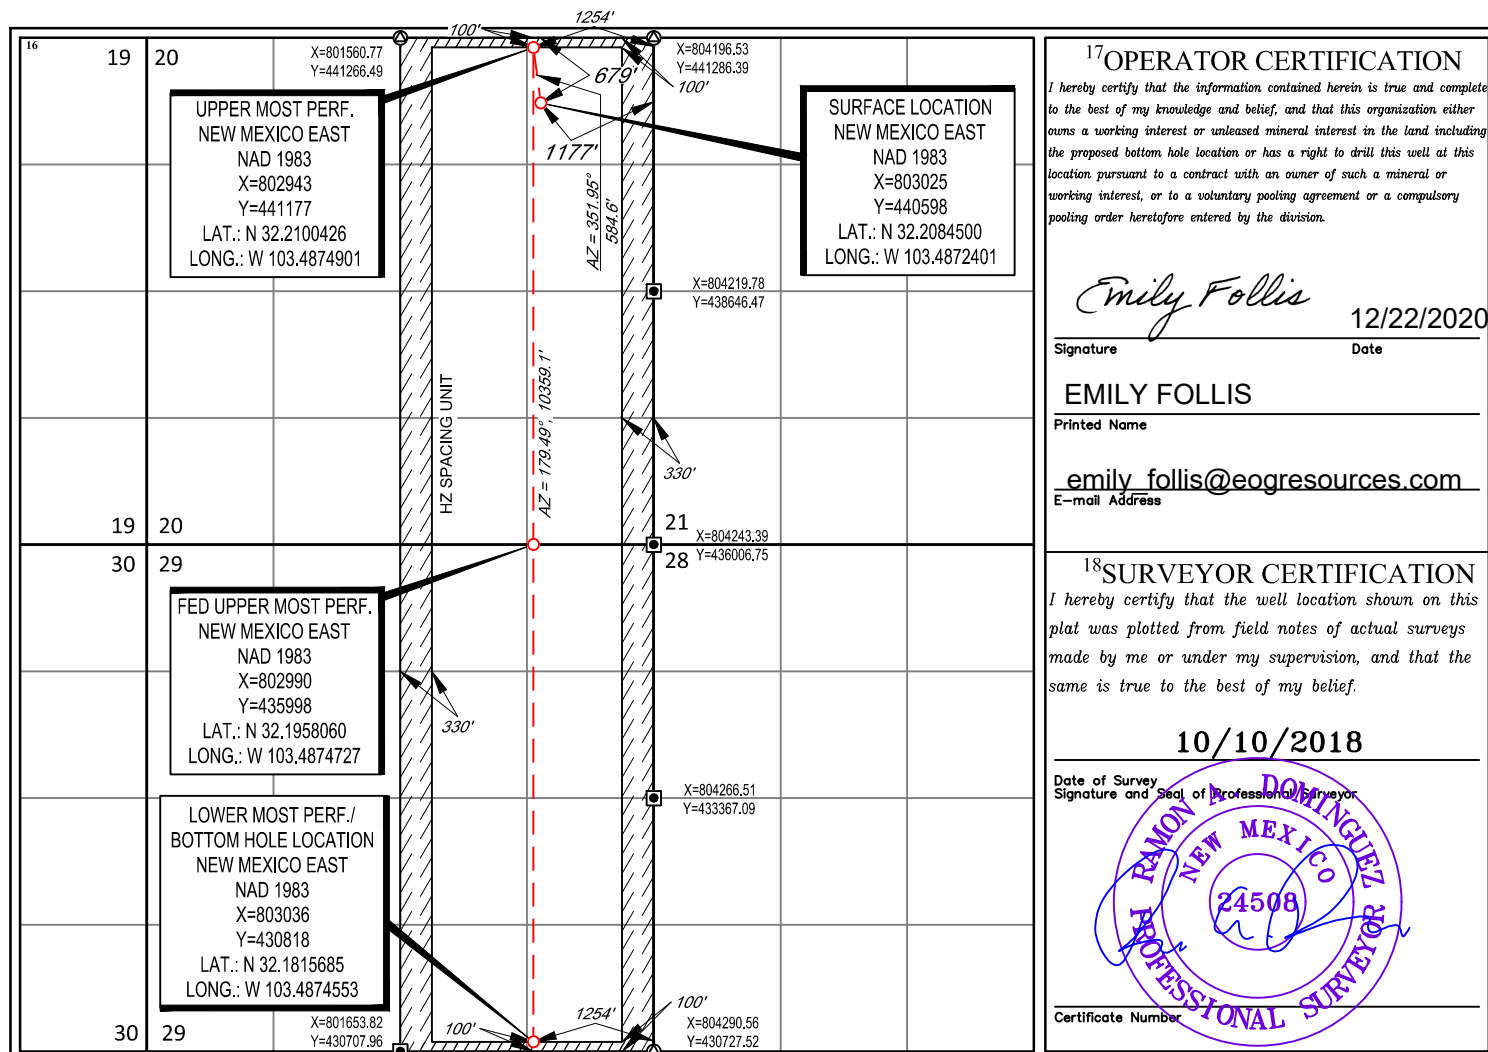 16
19 20
X=801560.77
Y=441266.49
100'
1254'
X=804196.53
Y=441286.39
679'
100'
UPPER MOST PERF.
NEW MEXICO EAST
NAD 1983
X=802943
Y=441177
LAT.: N 32.2100426
LONG.: W 103.4874901
1177'
AZ = 351.95°
584.6'
SURFACE LOCATION
NEW MEXICO EAST
NAD 1983
X=803025
Y=440598
LAT.: N 32.2084500
LONG.: W 103.4872401
X=804219.78
Y=438646.47
HZ SPACING UNIT
AZ = 179.49°, 10359.1'
330'
19 20
21
X=804243.39
Y=436006.75
30 29
28
FED UPPER MOST PERF.
NEW MEXICO EAST
NAD 1983
X=802990
Y=435998
LAT.: N 32.1958060
LONG.: W 103.4874727
330'
X=804266.51
Y=433367.09
LOWER MOST PERF./
BOTTOM HOLE LOCATION
NEW MEXICO EAST
NAD 1983
X=803036
Y=430818
LAT.: N 32.1815685
LONG.: W 103.4874553
30 29
X=801653.82
Y=430707.96
100'
1254'
100'
X=804290.56
Y=430727.52
17 OPERATOR CERTIFICATION
I hereby certify that the information contained herein is true and complete
to the best of my knowledge and belief, and that this organization either
owns a working interest or unleased mineral interest in the land including
the proposed bottom hole location or has a right to drill this well at this
location pursuant to a contract with an owner of such a mineral or
working interest, or to a voluntary pooling agreement or a compulsory
pooling order heretofore entered by the division.
Emily Follis
12/22/2020
Signature Date
EMILY FOLLIS
Printed Name
emily_follis@eogresources.com
E-mail Address
18 SURVEYOR CERTIFICATION
I hereby certify that the well location shown on this
plat was plotted from field notes of actual surveys
made by me or under my supervision, and that the
same is true to the best of my belief.
10/10/2018
Date of Survey
Signature and Seal of Professional Surveyor
RAMON A. DOMINGUEZ
NEW MEXICO
24508
PROFESSIONAL SURVEYOR
Certificate Number